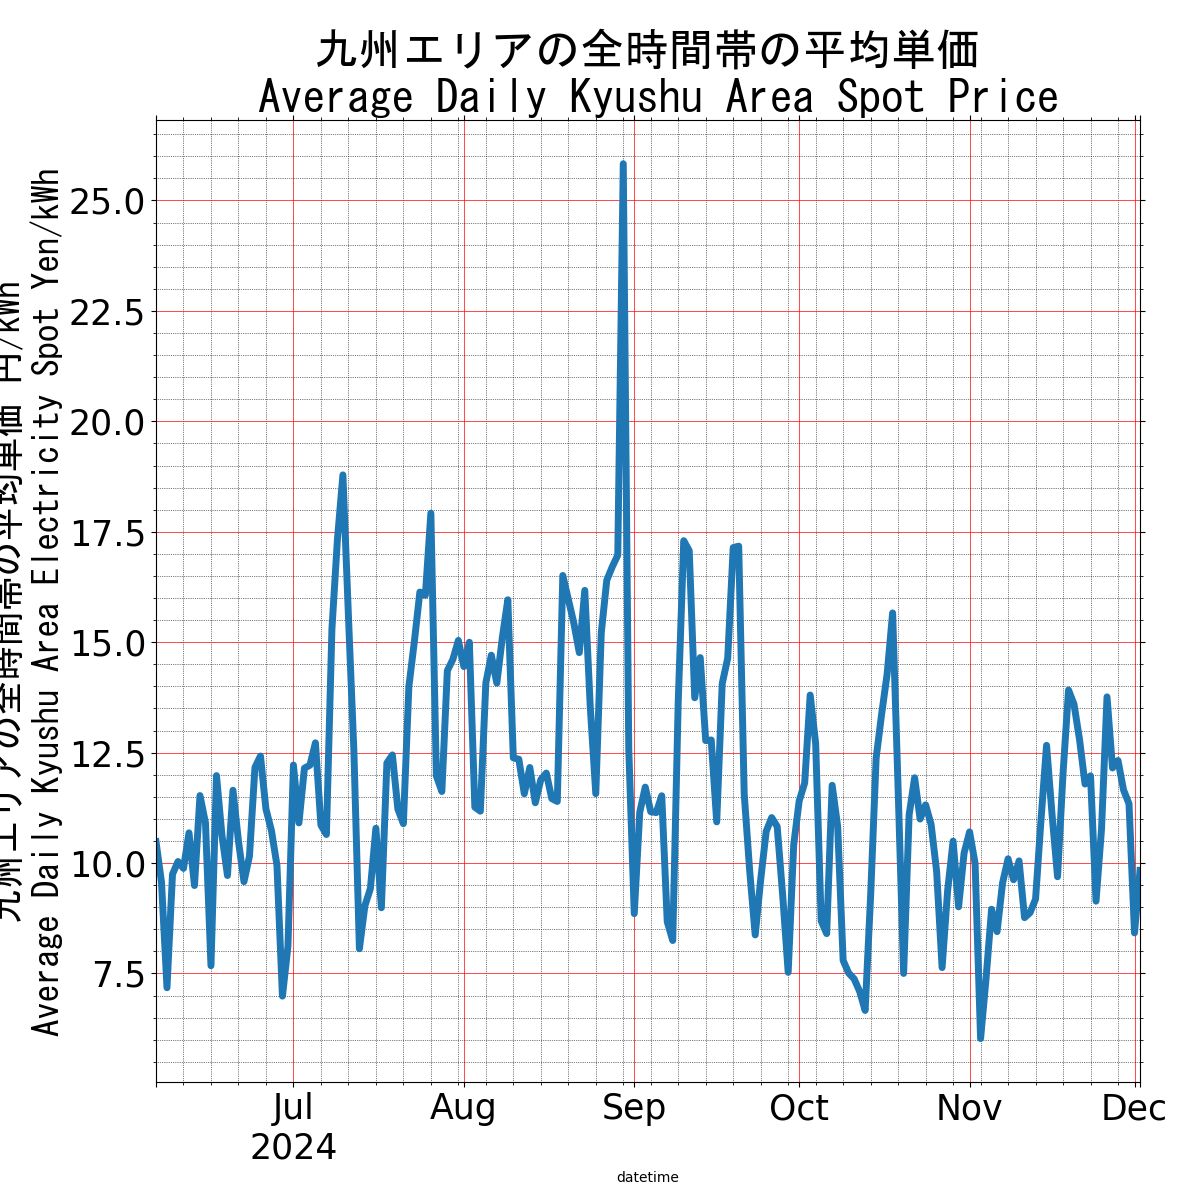 九州エリアの全時間帯の平均単価
Average Daily Kyushu Area Spot Price
九州エリアの全時間帯の平均単価 円/kWh
Average Daily Kyushu Area Electricity Spot Yen/kWh
25.0
22.5
20.0
17.5
15.0
12.5
10.0
7.5
Jul
2024
Aug
Sep
Oct
Nov
Dec
datetime